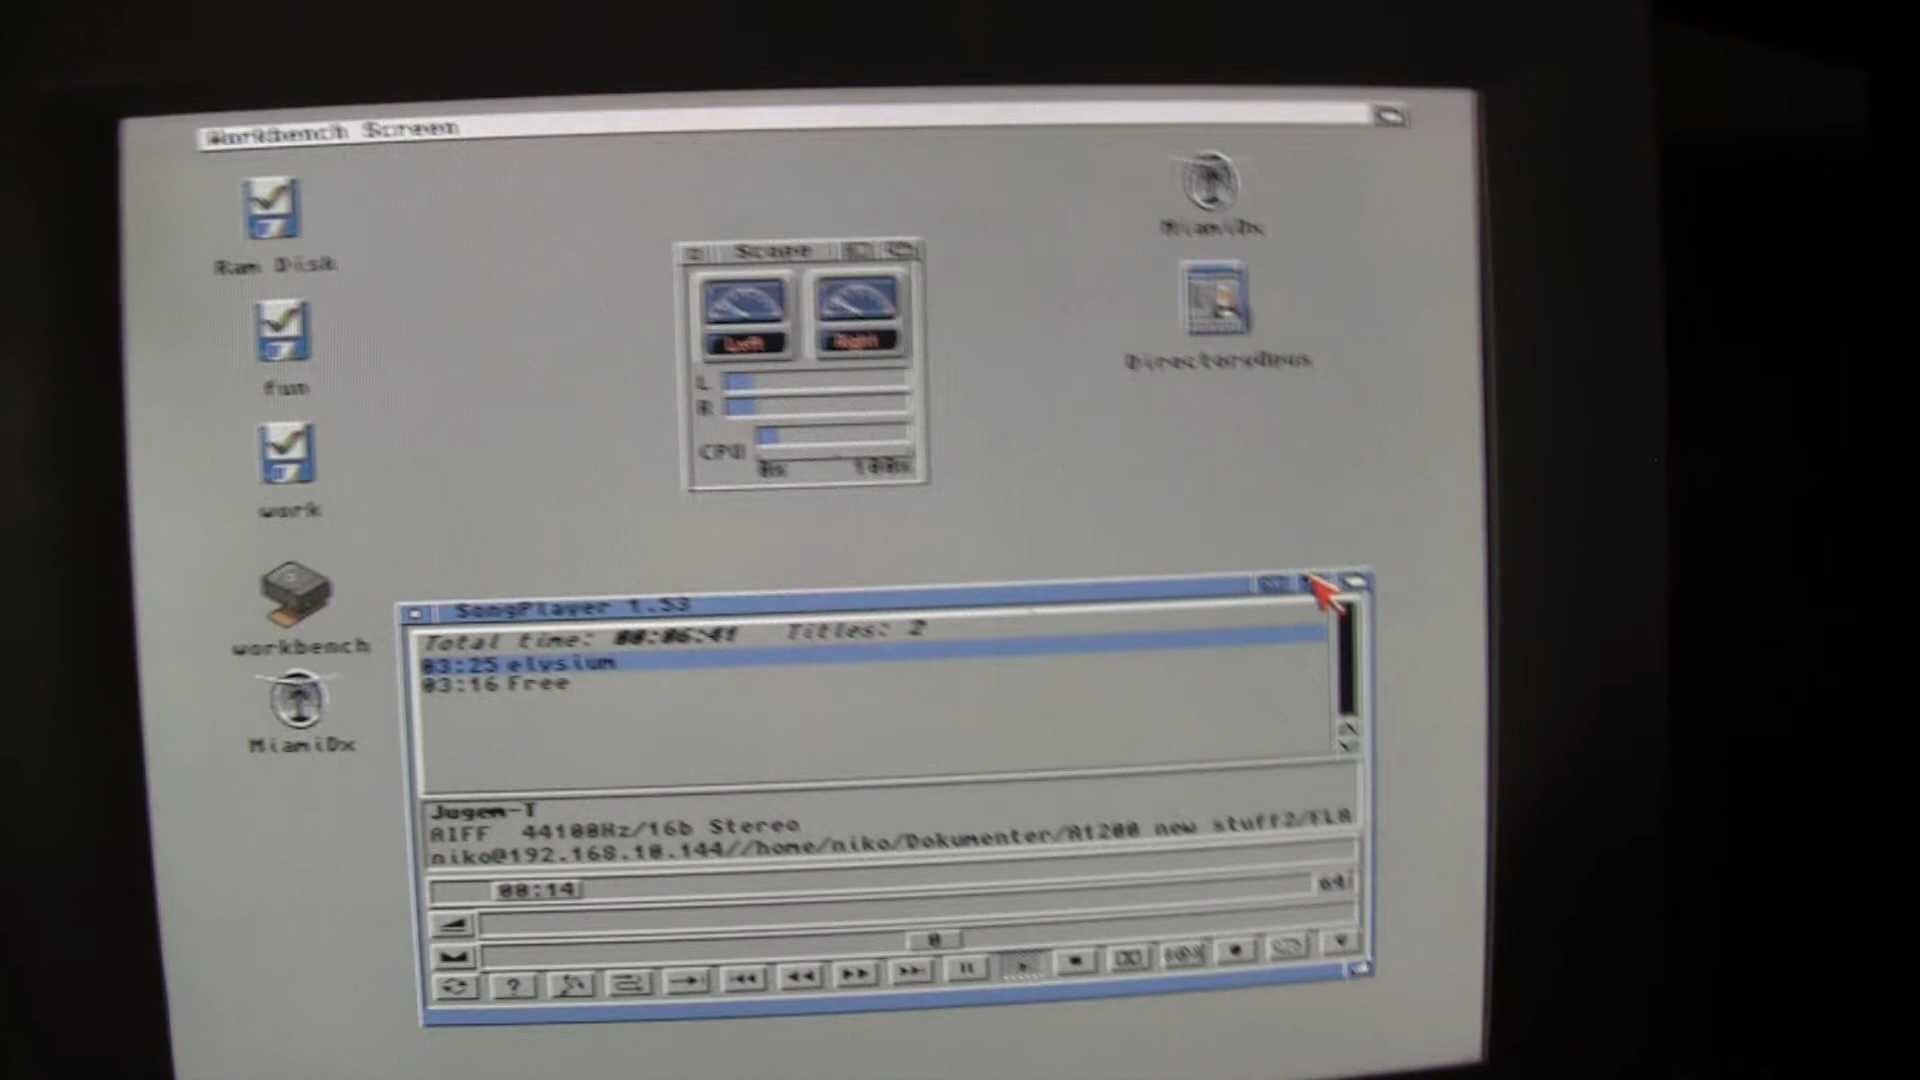 Workbench Screen
Ram Disk
fun
work
workbench
MiamiDx
MiamiDx
DirectoryOpus
Scope
Left Right
L
R
CPU
0% 100%
SongPlayer 1.53
Total time: 00:06:41 Titles: 2
03:25 elysium
03:16 Free
Jugem-T
AIFF 44100Hz/16b Stereo
niko@192.168.10.144//home/niko/Dokumenter/A1200 new stuff2/FLA
00:14
64
0
?